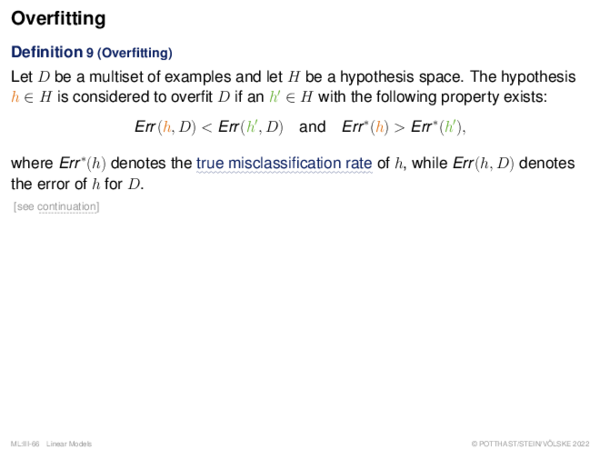 Overfitting
Definition 9 (Overfitting)
Let D be a multiset of examples and let H be a hypothesis space. The hypothesis
h ∈ H is considered to overfit D if an h′ ∈ H with the following property exists:
Err(h, D) < Err(h′, D) and Err*(h) > Err*(h′),
where Err*(h) denotes the true misclassification rate of h, while Err(h, D) denotes
the error of h for D.
[see continuation]
ML:III-66 Linear Models
© POTTHAST/STEIN/VÖLSKE 2022